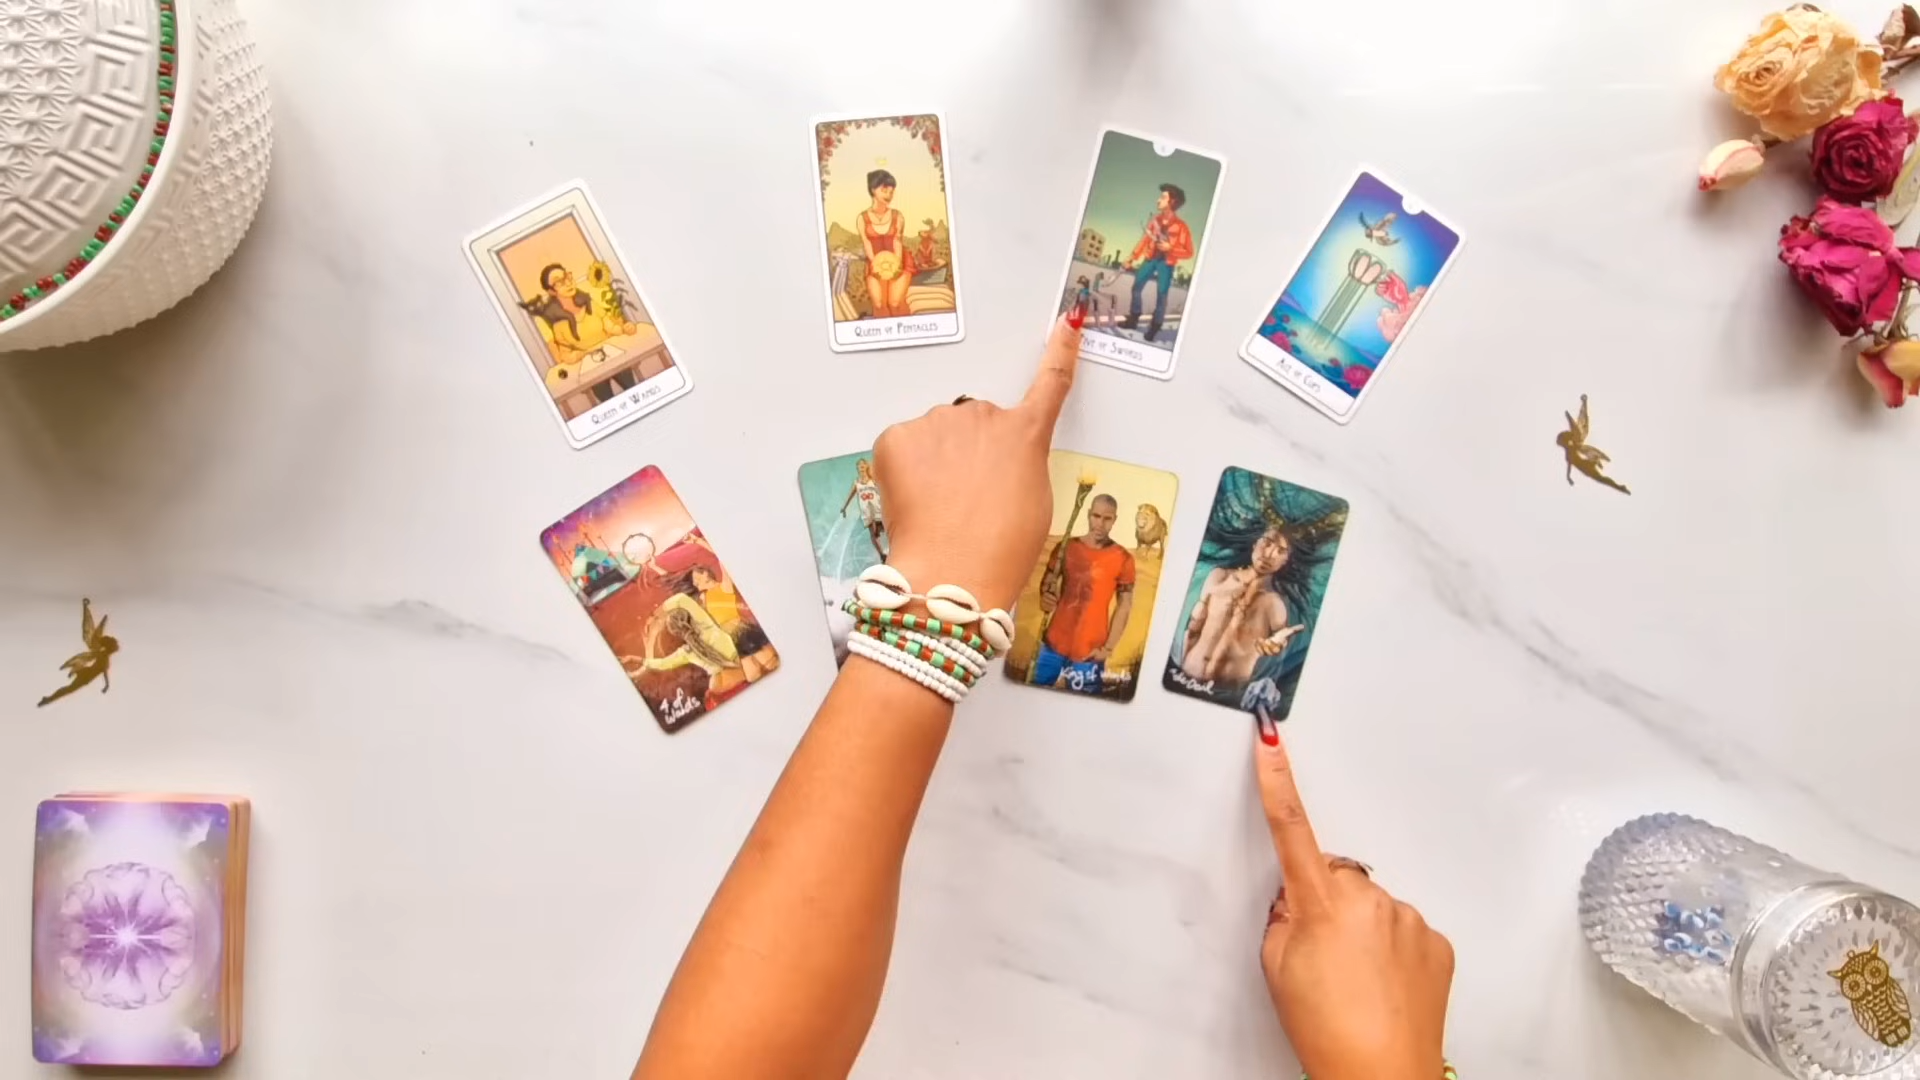 QUEEN OF WANDS
QUEEN OF PENTACLES
FIVE OF SWORDS
ACE OF CUPS
4 of
Wands
King of Wands
the Devil